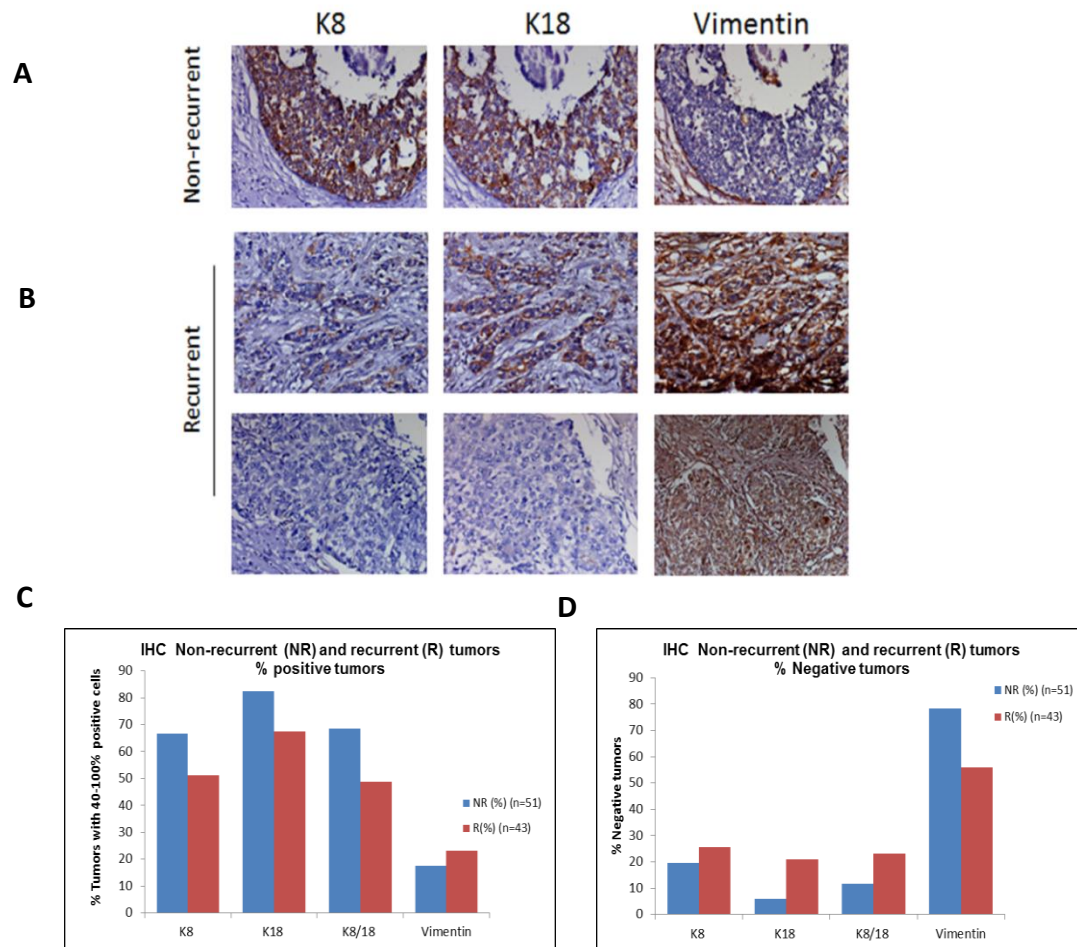 K8 K18 Vimentin
A
Non-recurrent
B
Recurrent
C
IHC Non-recurrent (NR) and recurrent (R) tumors
% positive tumors
% Tumors with 40-100% positive cells
90
80
70
60
50
40
30
20
10
0
K8 K18 K8/18 Vimentin
NR (%) (n=51)
R(%) (n=43)
D
IHC Non-recurrent (NR) and recurrent (R) tumors
% Negative tumors
% Negative tumors
90
80
70
60
50
40
30
20
10
0
K8 K18 K8/18 Vimentin
NR (%) (n=51)
R(%) (n=43)